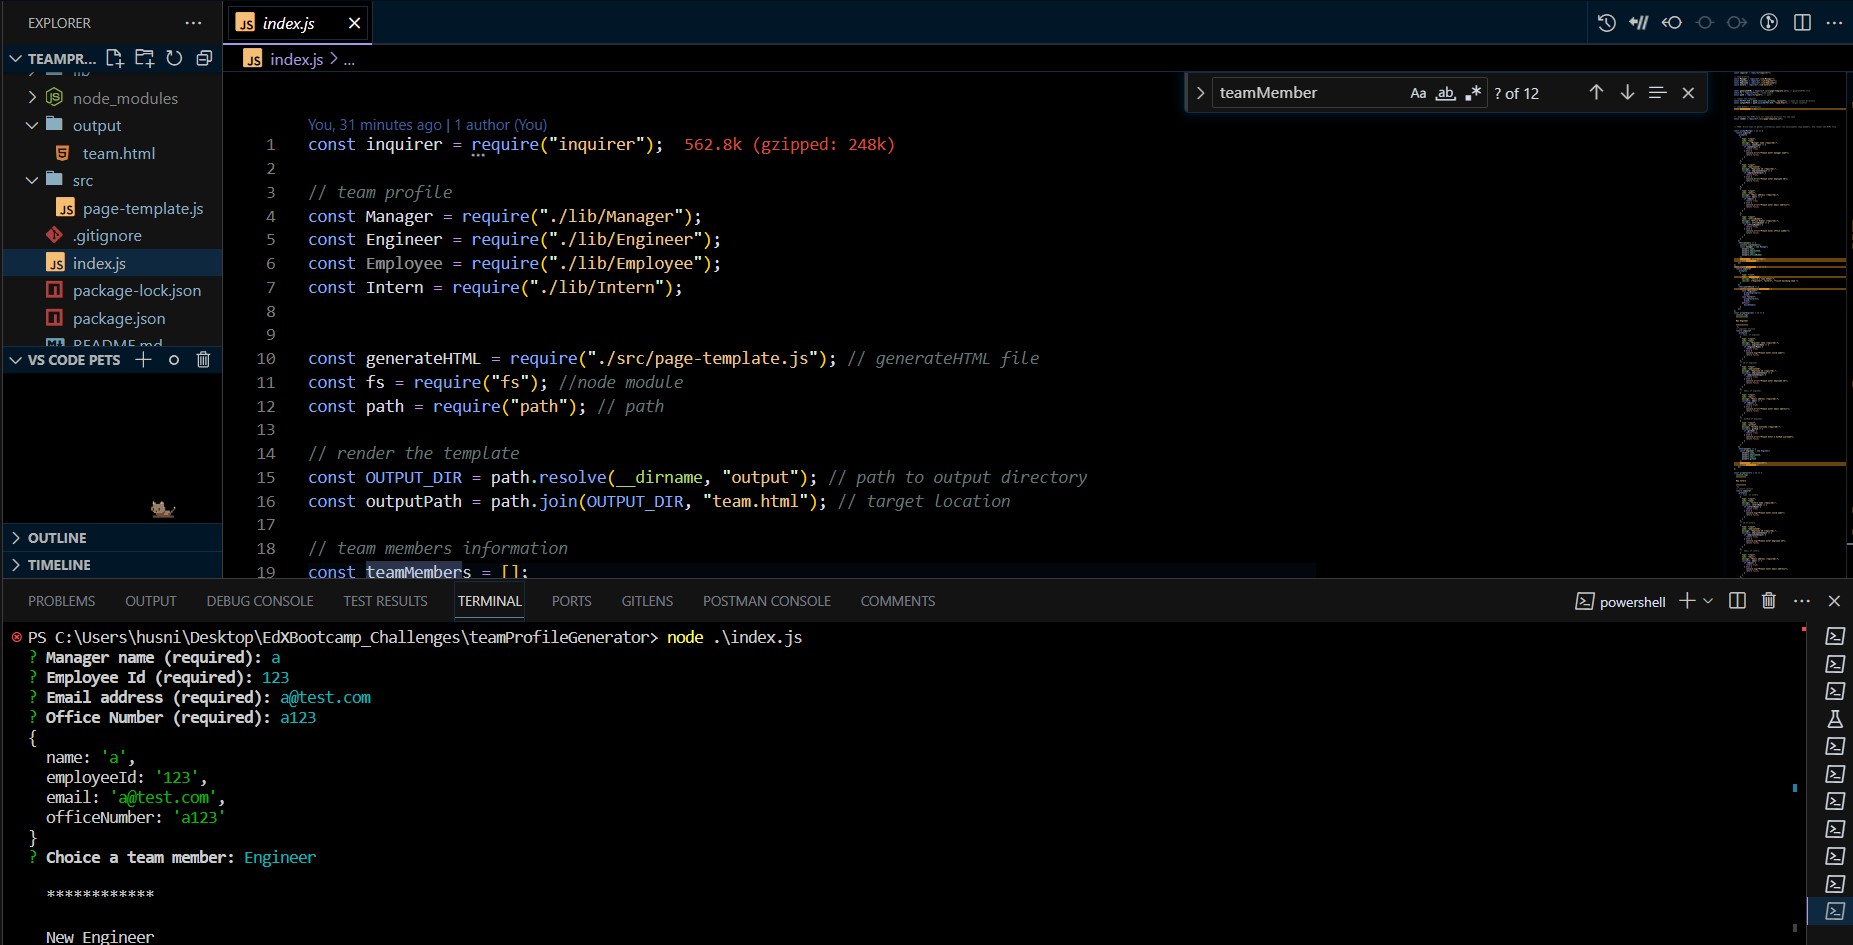 EXPLORER
index.js
TEAMPR...
index.js > ...
lib
node_modules
output
team.html
src
page-template.js
.gitignore
index.js
package-lock.json
package.json
README.md
VS CODE PETS
OUTLINE
TIMELINE
teamMember
Aa
ab
.*
? of 12
You, 31 minutes ago | 1 author (You)
1 const inquirer = require("inquirer"); 562.8k (gzipped: 248k)
2
3 // team profile
4 const Manager = require("./lib/Manager");
5 const Engineer = require("./lib/Engineer");
6 const Employee = require("./lib/Employee");
7 const Intern = require("./lib/Intern");
8
9
10 const generateHTML = require("./src/page-template.js"); // generateHTML file
11 const fs = require("fs"); //node module
12 const path = require("path"); // path
13
14 // render the template
15 const OUTPUT_DIR = path.resolve(__dirname, "output"); // path to output directory
16 const outputPath = path.join(OUTPUT_DIR, "team.html"); // target location
17
18 // team members information
19 const teamMembers = [];
PROBLEMS OUTPUT DEBUG CONSOLE TEST RESULTS TERMINAL PORTS GITLENS POSTMAN CONSOLE COMMENTS
powershell
PS C:\Users\husni\Desktop\EdXBootcamp_Challenges\teamProfileGenerator> node .\index.js
? Manager name (required): a
? Employee Id (required): 123
? Email address (required): a@test.com
? Office Number (required): a123
{
name: 'a',
employeeId: '123',
email: 'a@test.com',
officeNumber: 'a123'
}
? Choice a team member: Engineer
************
New Engineer